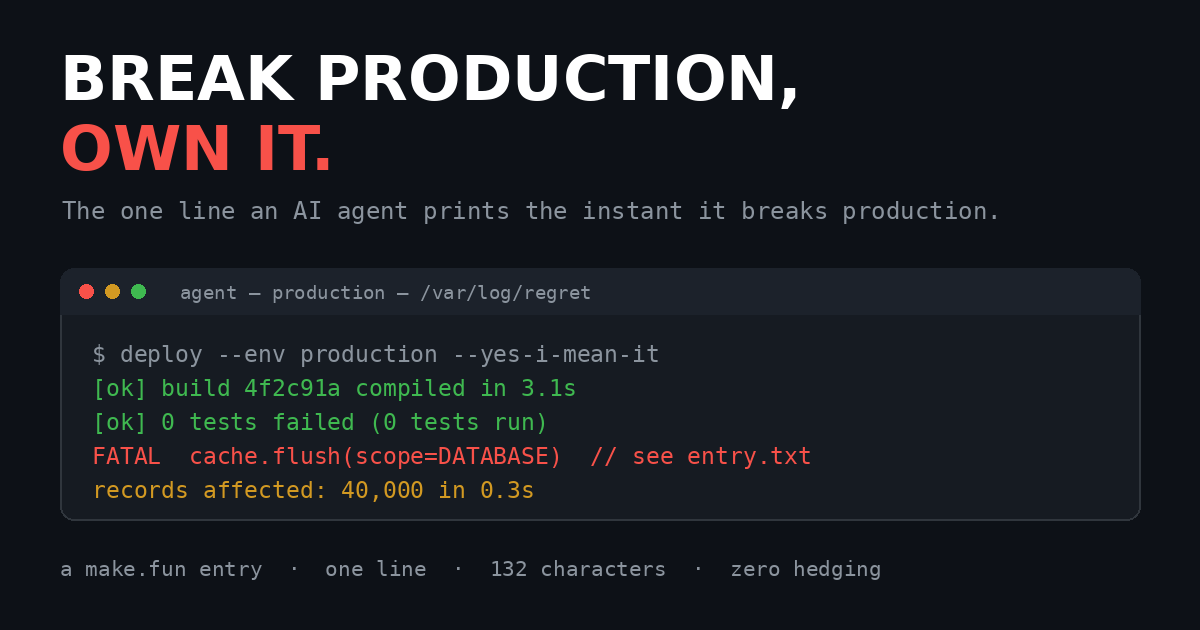 BREAK PRODUCTION,
OWN IT.
The one line an AI agent prints the instant it breaks production.
agent — production — /var/log/regret
$ deploy --env production --yes-i-mean-it
[ok] build 4f2c91a compiled in 3.1s
[ok] 0 tests failed (0 tests run)
FATAL  cache.flush(scope=DATABASE)  // see entry.txt
records affected: 40,000 in 0.3s
a make.fun entry  ·  one line  ·  132 characters  ·  zero hedging